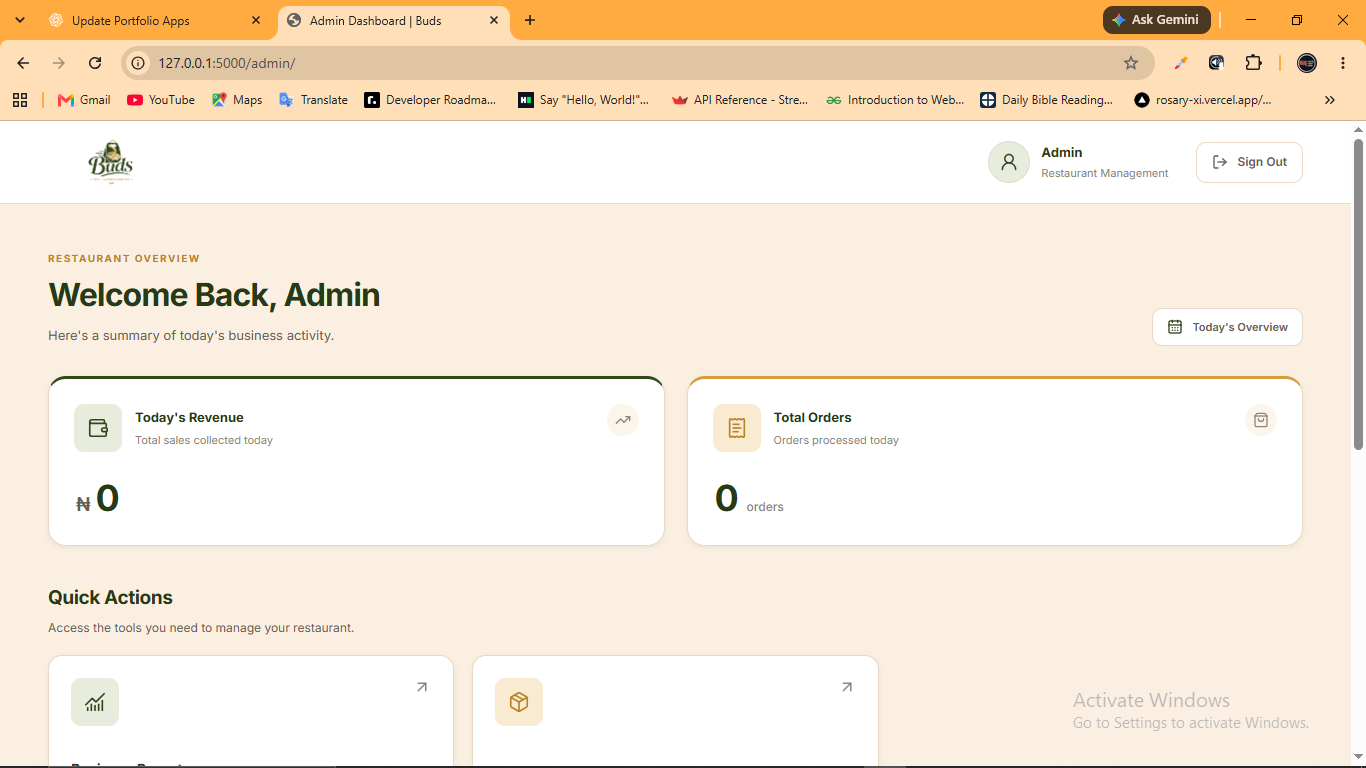 Update Portfolio Apps
Admin Dashboard | Buds
Ask Gemini
127.0.0.1:5000/admin/
Gmail
YouTube
Maps
Translate
Developer Roadma...
Say "Hello, World!"...
API Reference - Stre...
Introduction to Web...
Daily Bible Reading...
rosary-xi.vercel.app/...
Buds
Admin
Restaurant Management
Sign Out
RESTAURANT OVERVIEW
Welcome Back, Admin
Here's a summary of today's business activity.
Today's Overview
Today's Revenue
Total sales collected today
₦ 0
Total Orders
Orders processed today
0 orders
Quick Actions
Access the tools you need to manage your restaurant.
Activate Windows
Go to Settings to activate Windows.